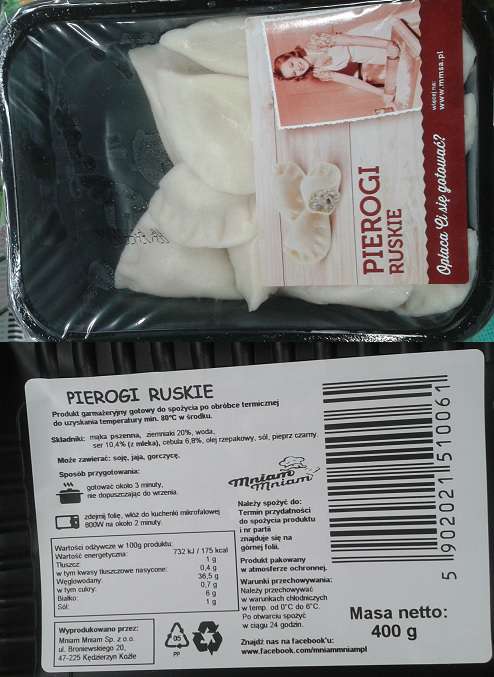 PIEROGI
RUSKIE
Opłaca Ci się gotować?
więcej na:
www.mmsa.pl
PIEROGI RUSKIE
Produkt garmażeryjny gotowy do spożycia po obróbce termicznej
do uzyskania temperatury min. 80°C w środku.
Składniki: mąka pszenna, ziemniaki 20%, woda,
ser 10,4% (z mleka), cebula 6,8%, olej rzepakowy, sól, pieprz czarny.
Może zawierać: soję, jaja, gorczycę.
Sposób przygotowania:
gotować około 3 minuty,
nie dopuszczając do wrzenia.
zdejmij folię, włóż do kuchenki mikrofalowej
800W na około 2 minuty.
Wartości odżywcze w 100g produktu:
Wartość energetyczna: 732 kJ / 175 kcal
Tłuszcz: 1 g
w tym kwasy tłuszczowe nasycone: 0,4 g
Węglowodany: 36,5 g
w tym cukry: 0,7 g
Białko: 6 g
Sól: 1 g
Wyprodukowano przez:
Mniam Mniam Sp. z o.o.
ul. Broniewskiego 20,
47-225 Kędzierzyn Koźle
05
PP
Mniam
Mniam
Należy spożyć do:
Termin przydatności
do spożycia produktu
i nr partii
znajduje się na
górnej folii.
Produkt pakowany
w atmosferze ochronnej.
Warunki przechowywania:
Należy przechowywać
w warunkach chłodniczych
w temp. od 0°C do 6°C.
Po otwarciu spożyć
w ciągu 24 godzin.
Znajdź nas na facebook'u:
www.facebook.com/mniammniampl
5 902021 510061
Masa netto:
400 g